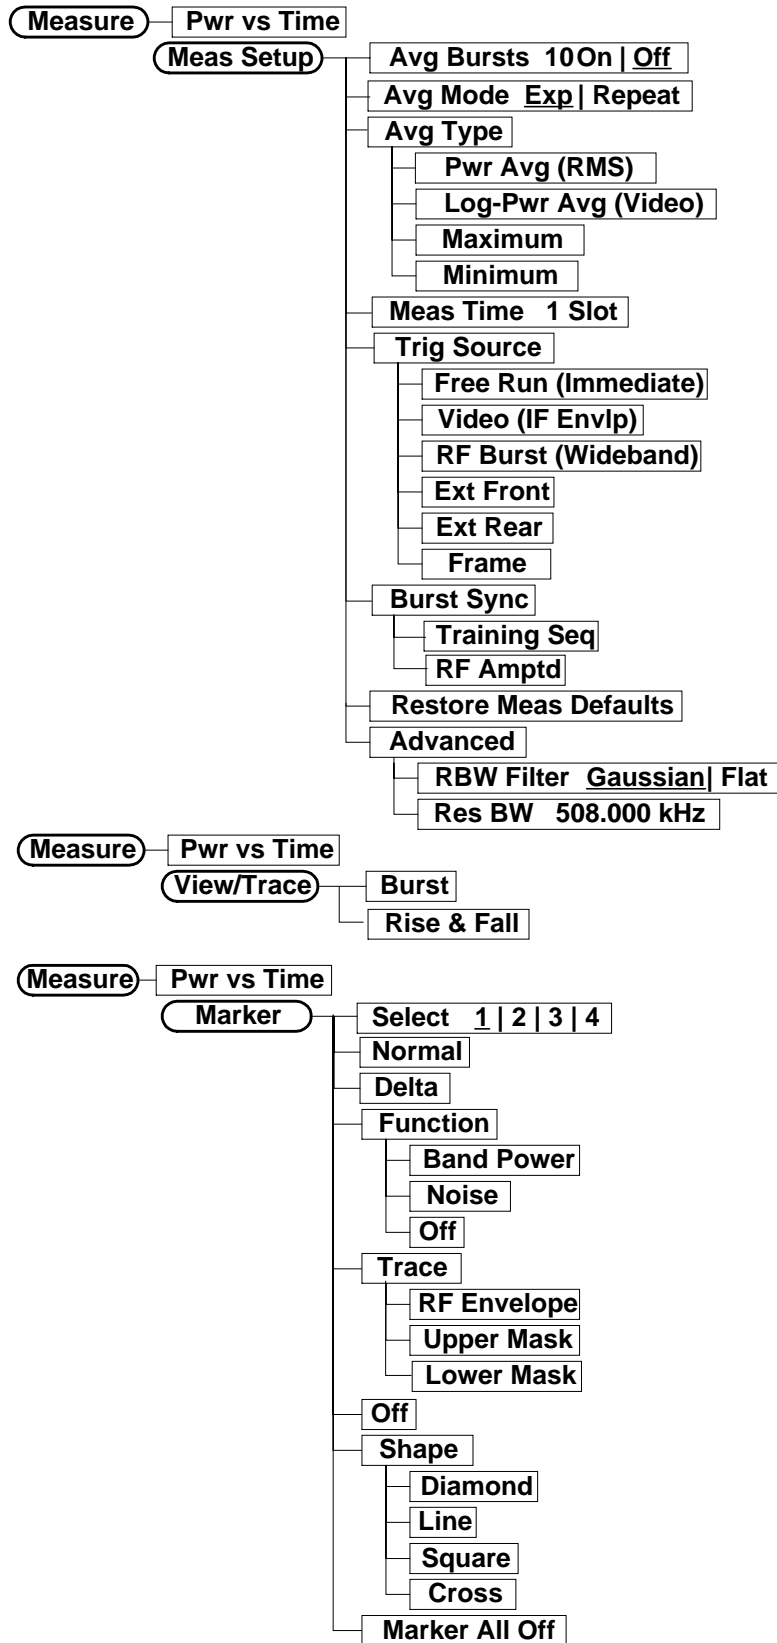 Measure Pwr vs Time
Meas Setup Avg Bursts 10On | Off
Avg Mode Exp| Repeat
Avg Type
Pwr Avg (RMS)
Log-Pwr Avg (Video)
Maximum
Minimum
Meas Time 1 Slot
Trig Source
Free Run (Immediate)
Video (IF Envlp)
RF Burst (Wideband)
Ext Front
Ext Rear
Frame
Burst Sync
Training Seq
RF Amptd
Restore Meas Defaults
Advanced
RBW Filter Gaussian| Flat
Res BW 508.000 kHz
Measure Pwr vs Time
View/Trace Burst
Rise & Fall
Measure Pwr vs Time
Marker Select 1 | 2 | 3 | 4
Normal
Delta
Function
Band Power
Noise
Off
Trace
RF Envelope
Upper Mask
Lower Mask
Off
Shape
Diamond
Line
Square
Cross
Marker All Off